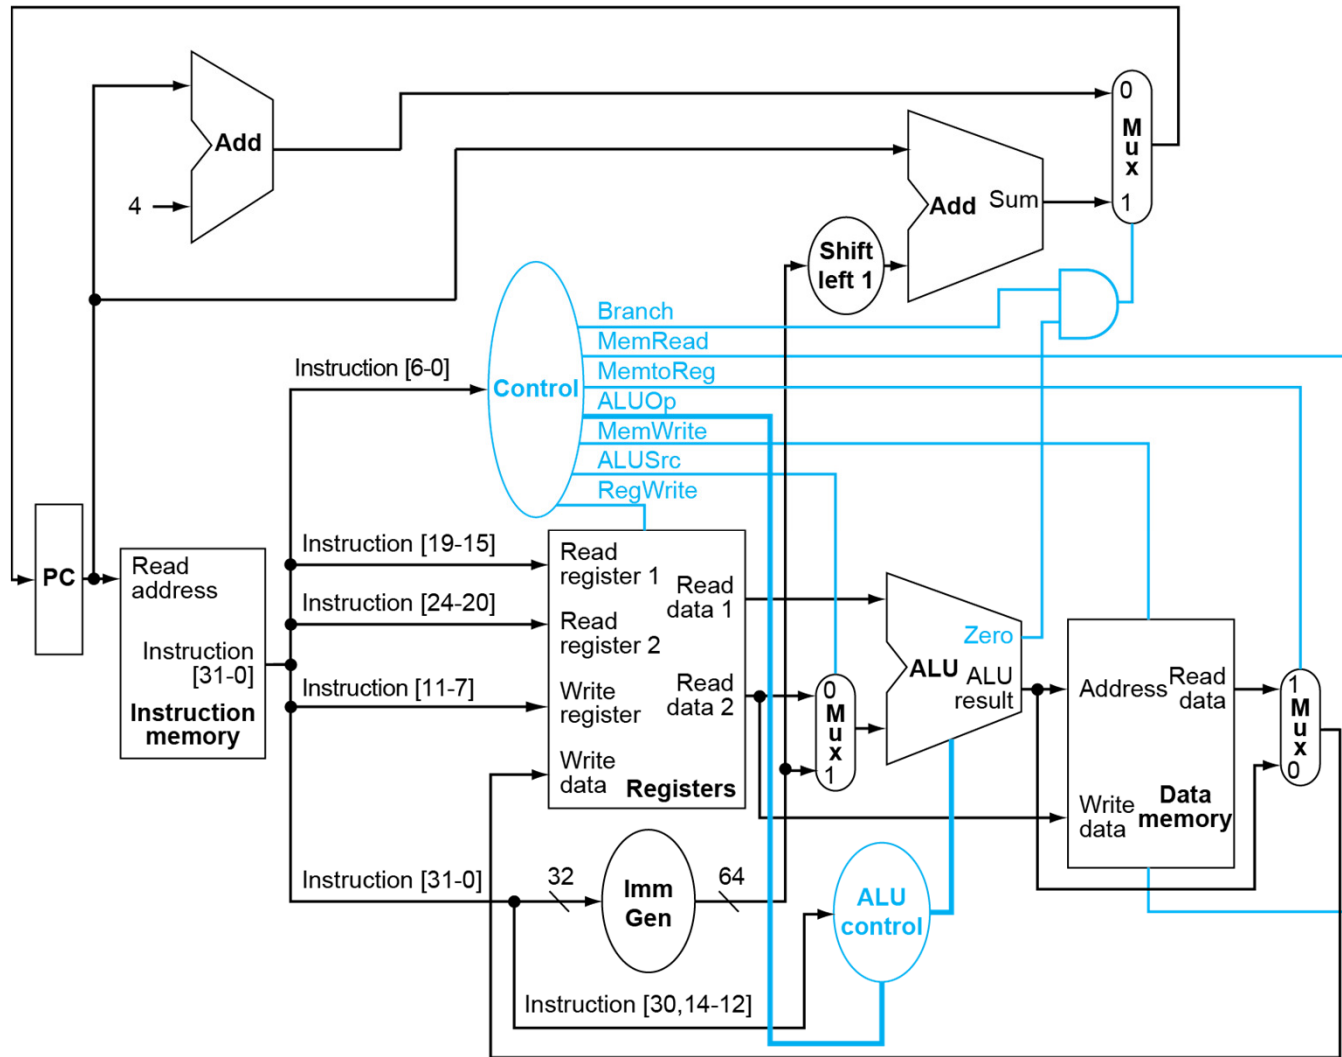 Add
4
0
Mux
1
Add
Sum
Shift
left 1
Branch
MemRead
MemtoReg
ALUOp
MemWrite
ALUSrc
RegWrite
Control
Instruction [6-0]
PC
Read
address
Instruction
[31-0]
Instruction
memory
Instruction [19-15]
Instruction [24-20]
Instruction [11-7]
Instruction [31-0]
Read
register 1
Read
register 2
Write
register
Write
data
Read
data 1
Read
data 2
Registers
0
Mux
1
Zero
ALU
ALU
result
Address
Read
data
Write
data
Data
memory
1
Mux
0
32
Imm
Gen
64
ALU
control
Instruction [30,14-12]